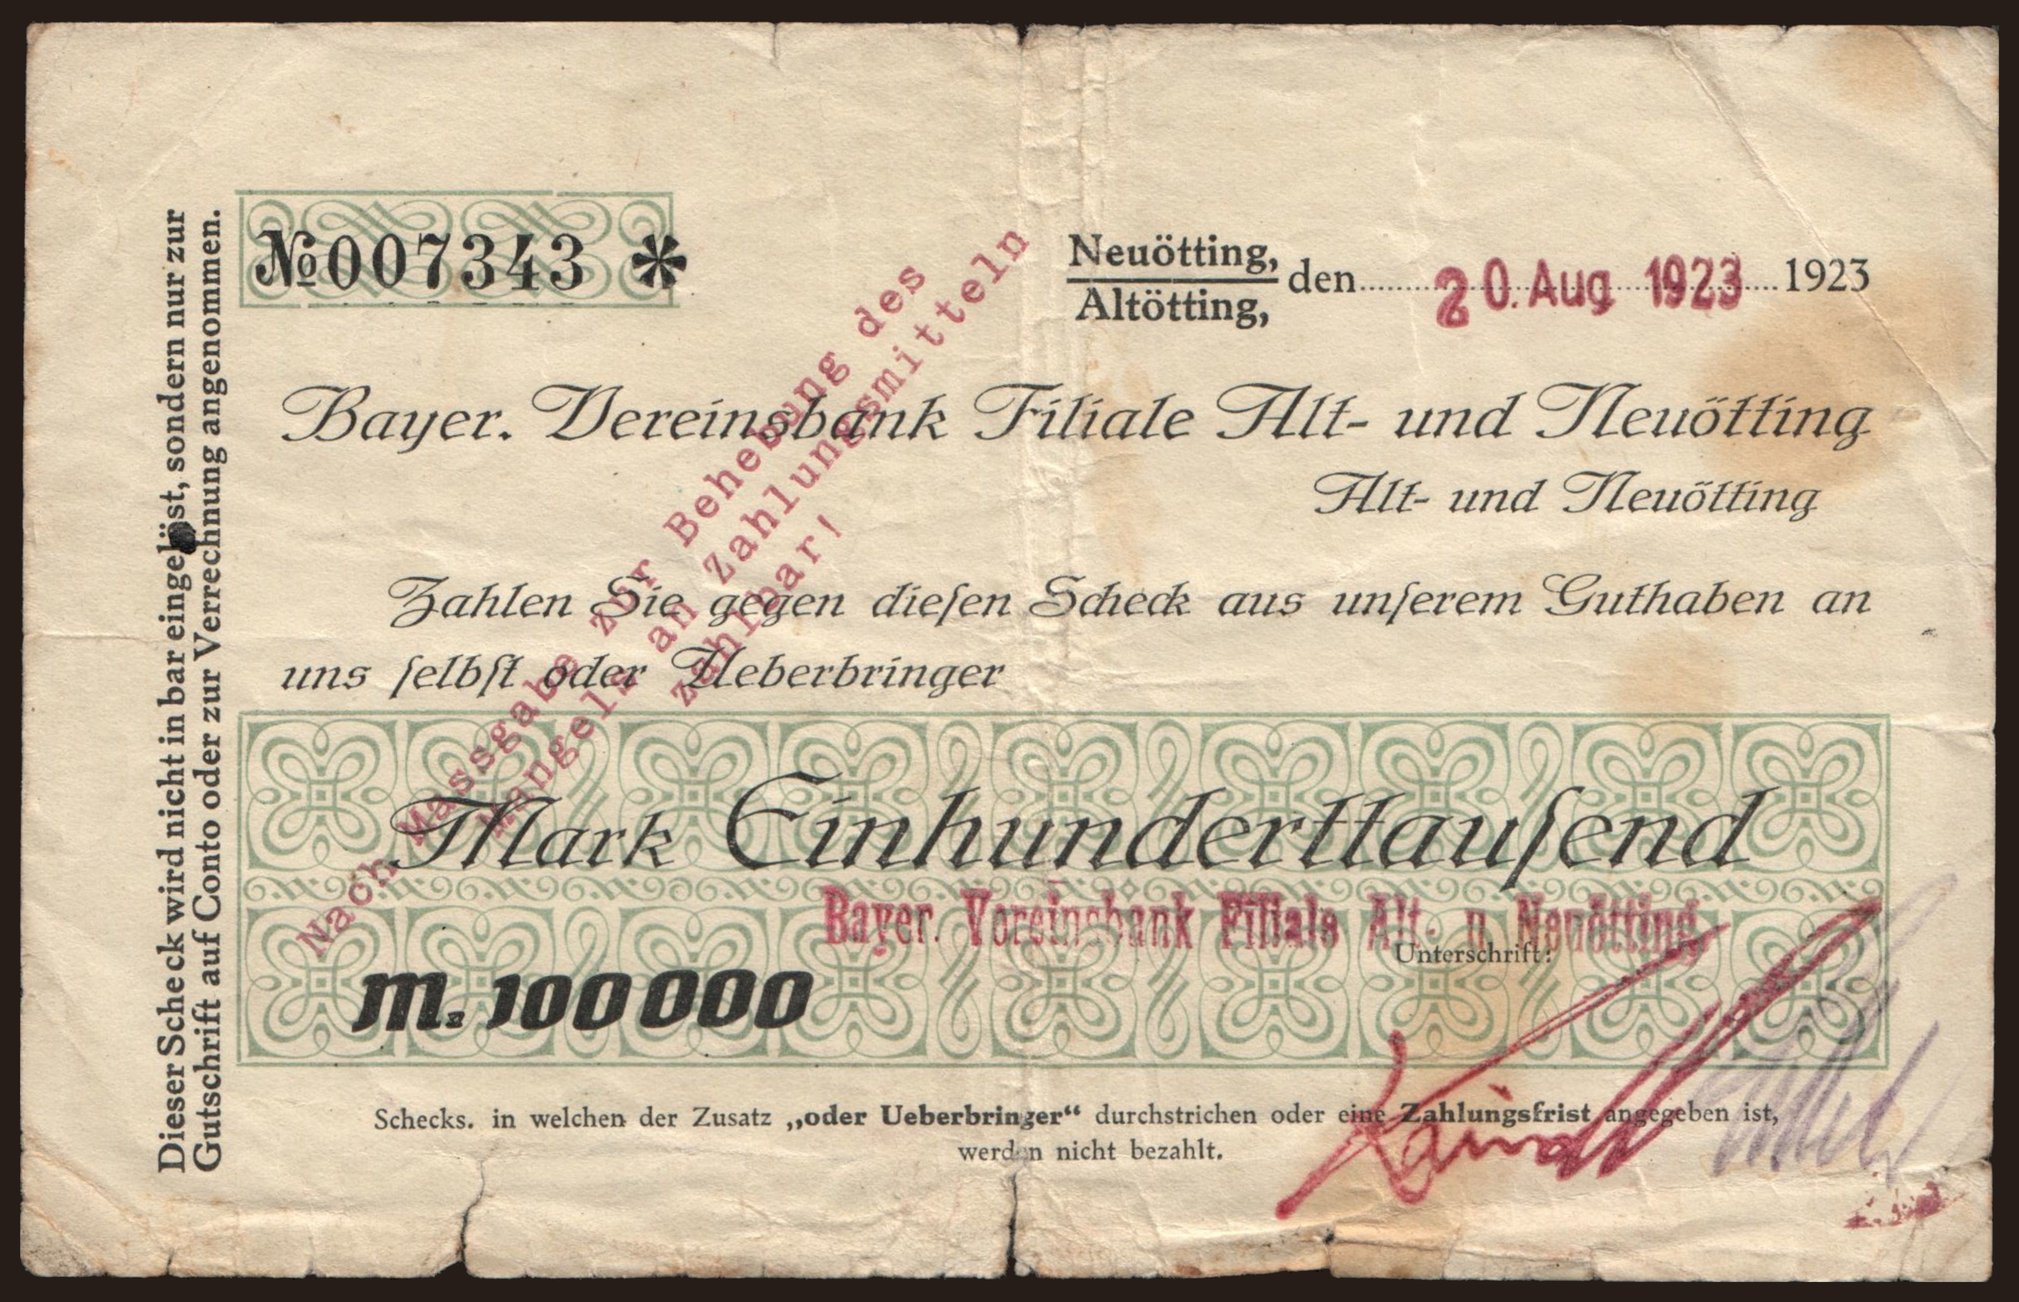 №007343 *
Neuötting,
Altötting,
den 20. Aug 1923 1923
Bayer. Vereinsbank Filiale Alt- und Neuötting
Alt- und Neuötting
Zahlen Sie gegen dieſen Scheck aus unſerem Guthaben an
uns ſelbſt oder Ueberbringer
Mark Einhunderttauſend
Bayer. Vereinsbank Filiale Alt- u. Neuötting
Unterschrift:
M. 100 000
Schecks. in welchen der Zusatz „oder Ueberbringer“ durchstrichen oder eine Zahlungsfrist angegeben ist,
werden nicht bezahlt.
Dieser Scheck wird nicht in bar eingelöst, sondern nur zur
Gutschrift auf Conto oder zur Verrechnung angenommen.
Nach Massgabe zur Behebung des
Mangels an Zahlungsmitteln
zahlbar!